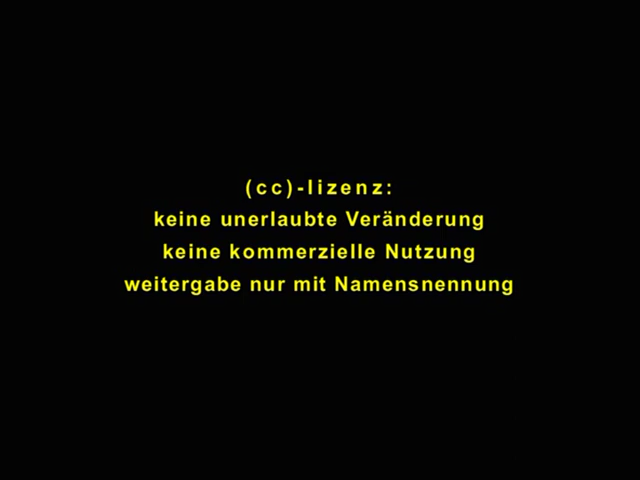 (cc)-lizenz:
keine unerlaubte Veränderung
keine kommerzielle Nutzung
weitergabe nur mit Namensnennung